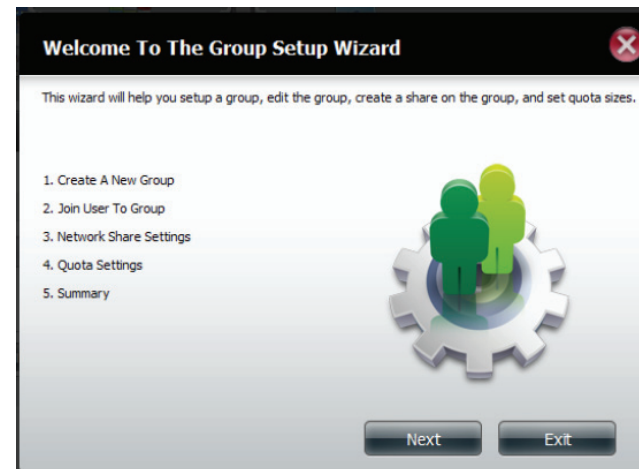 Welcome To The Group Setup Wizard
This wizard will help you setup a group, edit the group, create a share on the group, and set quota sizes.
1. Create A New Group
2. Join User To Group
3. Network Share Settings
4. Quota Settings
5. Summary
Next
Exit